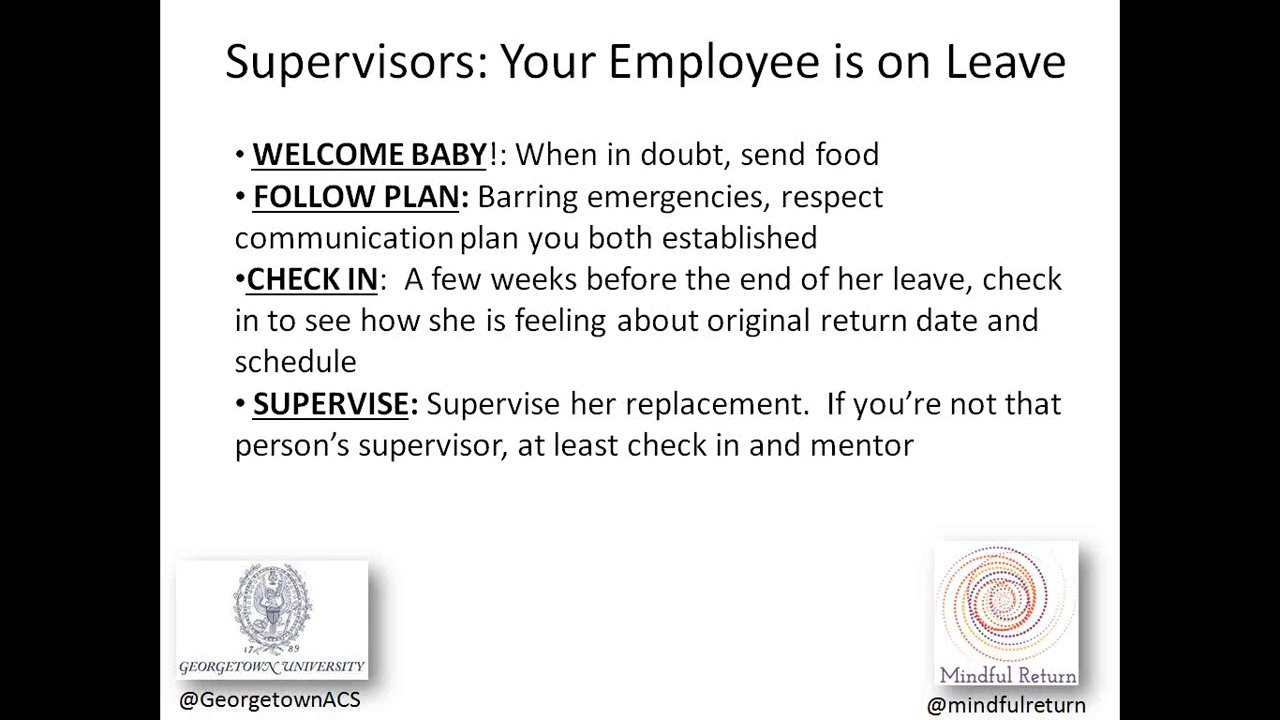 Supervisors: Your Employee is on Leave
• WELCOME BABY!: When in doubt, send food
• FOLLOW PLAN: Barring emergencies, respect
communication plan you both established
•CHECK IN:  A few weeks before the end of her leave, check
in to see how she is feeling about original return date and
schedule
• SUPERVISE: Supervise her replacement.  If you're not that
person's supervisor, at least check in and mentor
17 89
GEORGETOWN UNIVERSITY
@GeorgetownACS
Mindful Return
@mindfulreturn